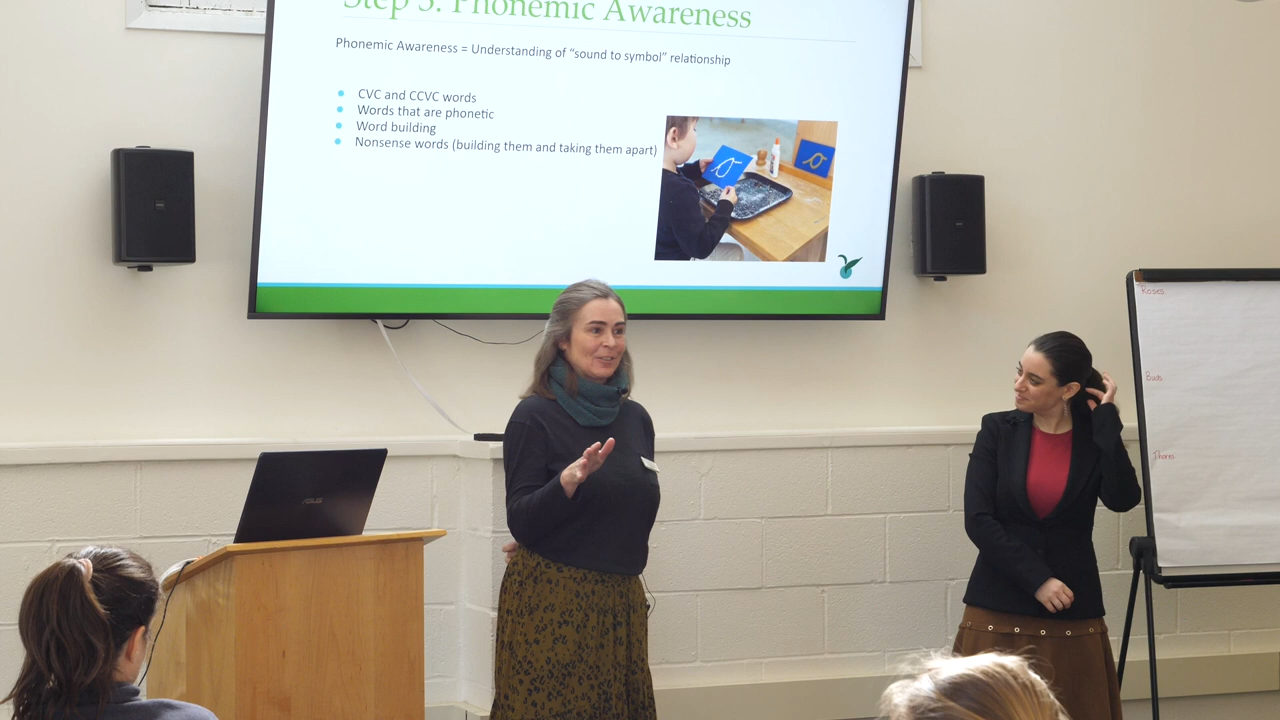 Step 3: Phonemic Awareness
Phonemic Awareness = Understanding of “sound to symbol” relationship
CVC and CCVC words
Words that are phonetic
Word building
Nonsense words (building them and taking them apart)
ASUS
Roses:
Buds:
Thorns: